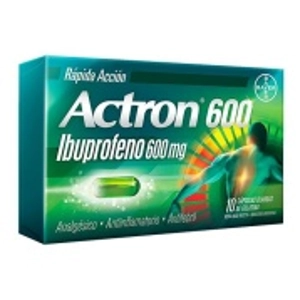 Rápida Acción
Actron 600
Ibuprofeno 600 mg
Analgésico - Antiinflamatorio - Antifebril
10
BAYER